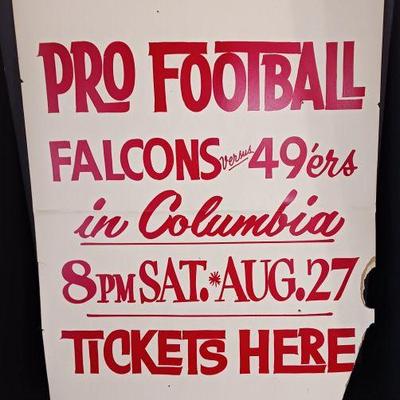 PRO FOOTBALL
FALCONS Versus 49'ers
in Columbia
8PM SAT.*AUG.27
TICKETS HERE